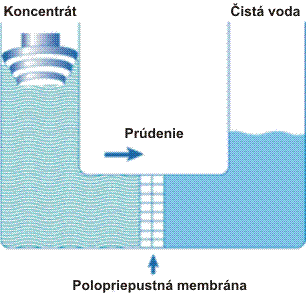 Koncentrát
Čistá voda
Prúdenie
Polopriepustná membrána